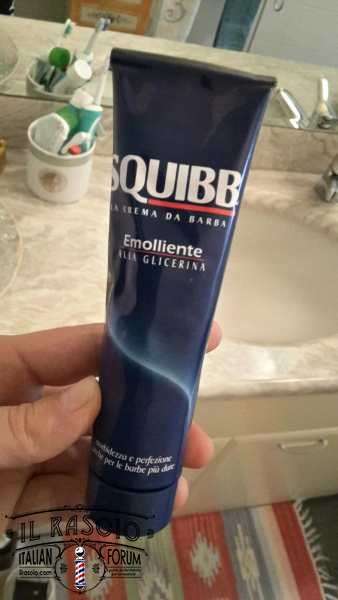 SQUIBB
LA CREMA DA BARBA
Emolliente
ALLA GLICERINA
morbidezza e perfezione
anche per le barbe più dure
IL RASOIO
ITALIAN FORUM
ilrasoio.com